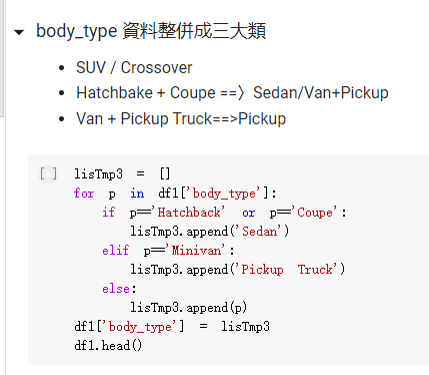 body_type 資料整併成三大類
• SUV / Crossover
• Hatchbake + Coupe ==〉Sedan/Van+Pickup
• Van + Pickup Truck==>Pickup
[ ] lisTmp3 = []
for p in df1['body_type']:
    if p=='Hatchback' or p=='Coupe':
        lisTmp3.append('Sedan')
    elif p=='Minivan':
        lisTmp3.append('Pickup Truck')
    else:
        lisTmp3.append(p)
df1['body_type'] = lisTmp3
df1.head()